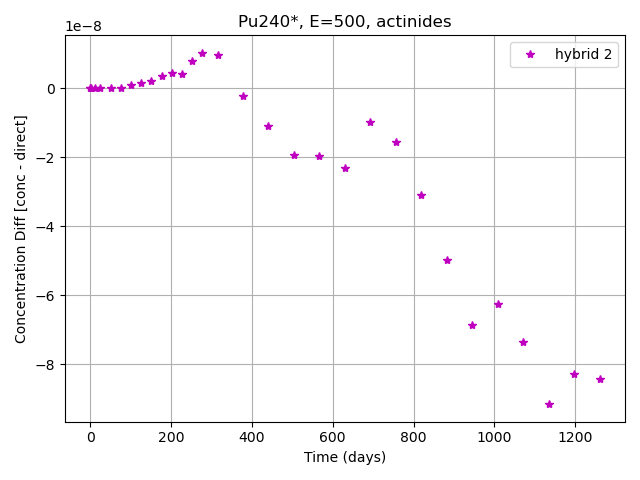 Pu240*, E=500, actinides
1e−8
hybrid 2
0
−2
−4
−6
−8
Concentration Diff [conc - direct]
0 200 400 600 800 1000 1200
Time (days)